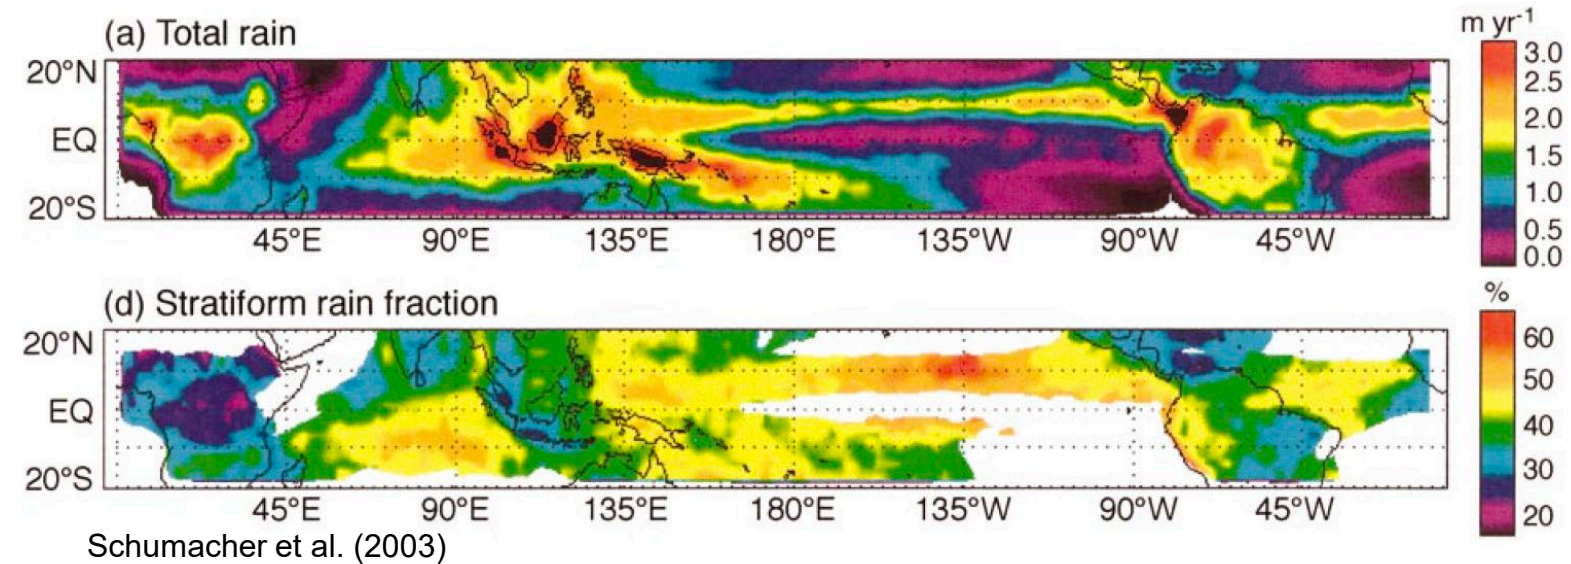 (a) Total rain
m yr-1
20°N
EQ
20°S
3.0
2.5
2.0
1.5
1.0
0.5
0.0
45°E 90°E 135°E 180°E 135°W 90°W 45°W
(d) Stratiform rain fraction
%
20°N
EQ
20°S
60
50
40
30
20
45°E 90°E 135°E 180°E 135°W 90°W 45°W
Schumacher et al. (2003)